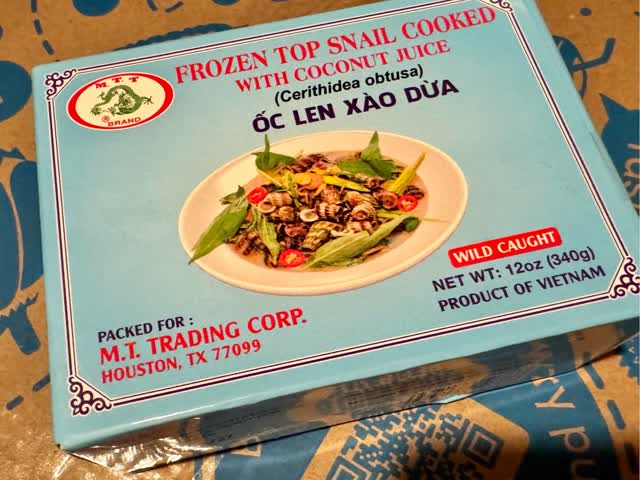 M.T.T
® BRAND
FROZEN TOP SNAIL COOKED
WITH COCONUT JUICE
(Cerithidea obtusa)
ỐC LEN XÀO DỪA
WILD CAUGHT
NET WT: 12oz (340g)
PRODUCT OF VIETNAM
PACKED FOR :
M.T. TRADING CORP.
HOUSTON, TX 77099